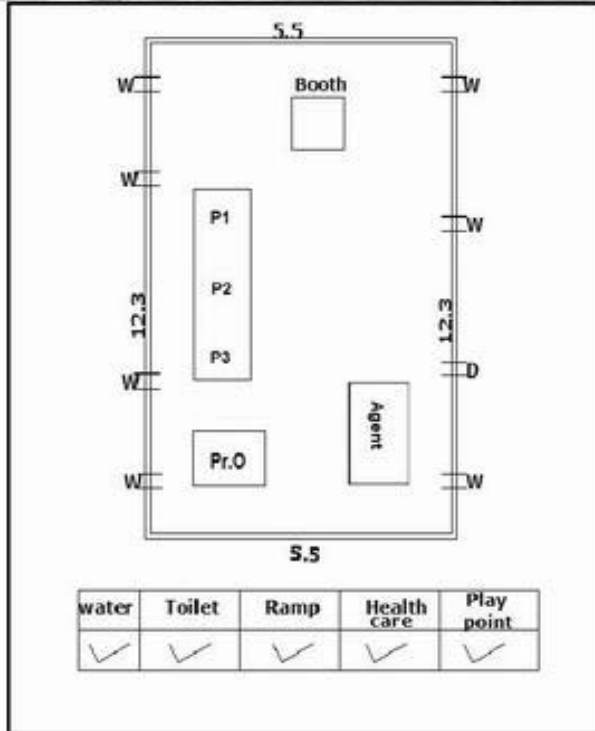 5.5
Booth
W W
W
P1
W
P2
12.3 12.3
P3
W D
Agent
Pr.O
W W
5.5
water Toilet Ramp Health care Play point